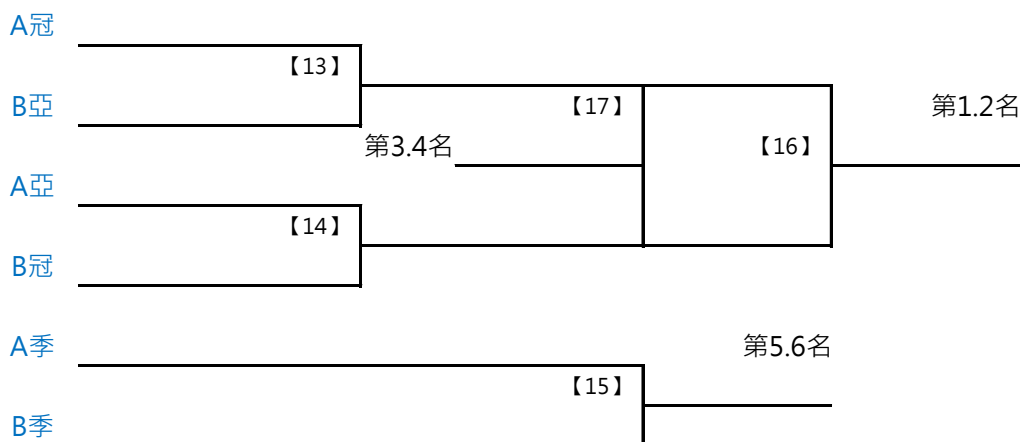 A冠
【13】
B亞
【17】
第1.2名
第3.4名
【16】
A亞
【14】
B冠
A季
第5.6名
【15】
B季